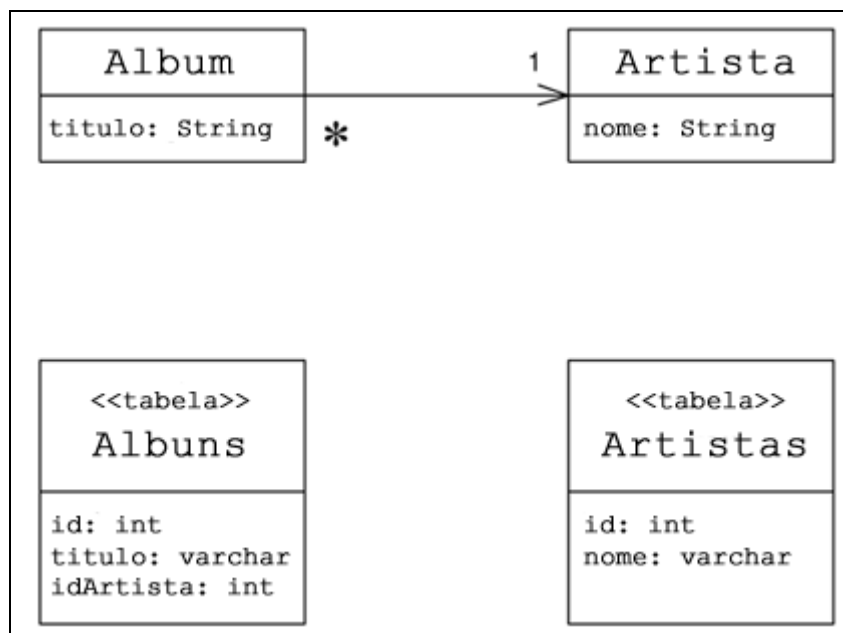 Album
titulo: String
*
1
Artista
nome: String
<<tabela>>
Albuns
id: int
titulo: varchar
idArtista: int
<<tabela>>
Artistas
id: int
nome: varchar